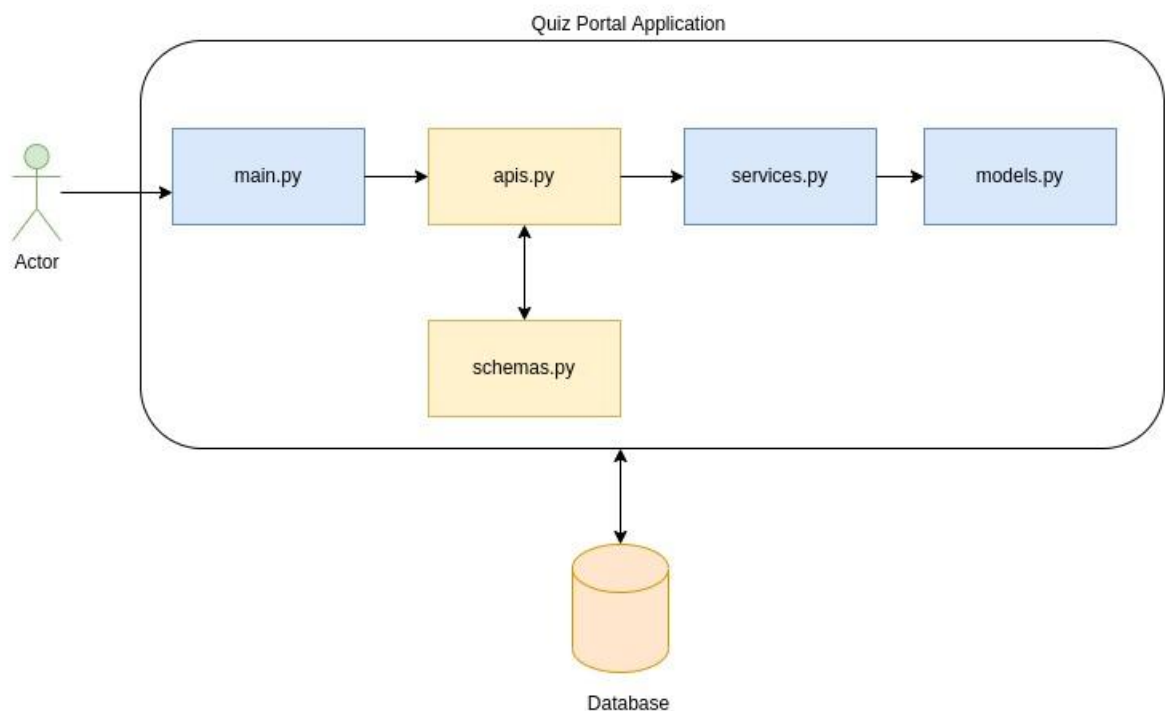 Quiz Portal Application
main.py
apis.py
services.py
models.py
Actor
schemas.py
Database